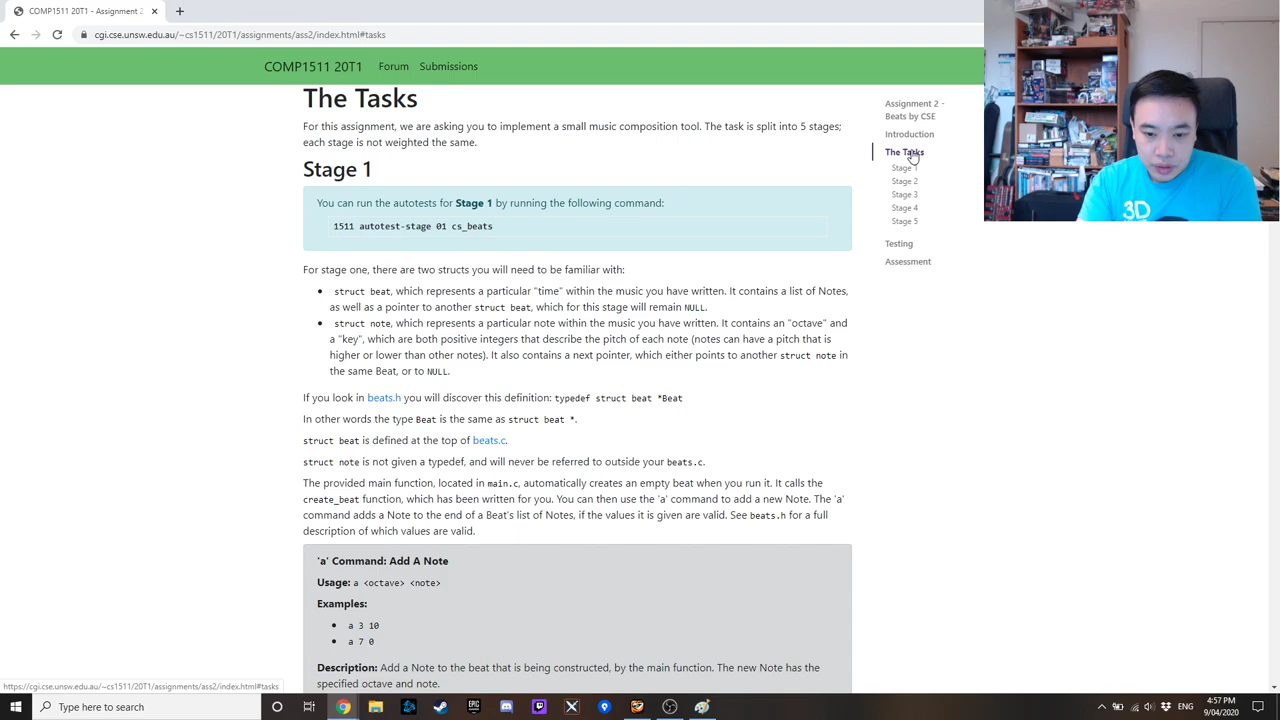 COMP1511 20T1 - Assignment 2
cgi.cse.unsw.edu.au/~cs1511/20T1/assignments/ass2/index.html#tasks
COMP1511 20T1 Forum Submissions
The Tasks
For this assignment, we are asking you to implement a small music composition tool. The task is split into 5 stages;
each stage is not weighted the same.
Stage 1
You can run the autotests for Stage 1 by running the following command:
1511 autotest-stage 01 cs_beats
For stage one, there are two structs you will need to be familiar with:
struct beat, which represents a particular "time" within the music you have written. It contains a list of Notes,
as well as a pointer to another struct beat, which for this stage will remain NULL.
struct note, which represents a particular note within the music you have written. It contains an "octave" and
a "key", which are both positive integers that describe the pitch of each note (notes can have a pitch that is
higher or lower than other notes). It also contains a next pointer, which either points to another struct note in
the same Beat, or to NULL.
If you look in beats.h you will discover this definition: typedef struct beat *Beat
In other words the type Beat is the same as struct beat *.
struct beat is defined at the top of beats.c.
struct note is not given a typedef, and will never be referred to outside your beats.c.
The provided main function, located in main.c, automatically creates an empty beat when you run it. It calls the
create_beat function, which has been written for you. You can then use the 'a' command to add a new Note. The 'a'
command adds a Note to the end of a Beat's list of Notes, if the values it is given are valid. See beats.h for a full
description of which values are valid.
'a' Command: Add A Note
Usage: a <octave> <note>
Examples:
a 3 10
a 7 0
Description: Add a Note to the beat that is being constructed, by the main function. The new Note has the
specified octave and note.
Assignment 2 -
Beats by CSE
Introduction
The Tasks
Stage 1
Stage 2
Stage 3
Stage 4
Stage 5
Testing
Assessment
3D
https://cgi.cse.unsw.edu.au/~cs1511/20T1/assignments/ass2/index.html#tasks
Type here to search
EPIC
4:57 PM
9/04/2020